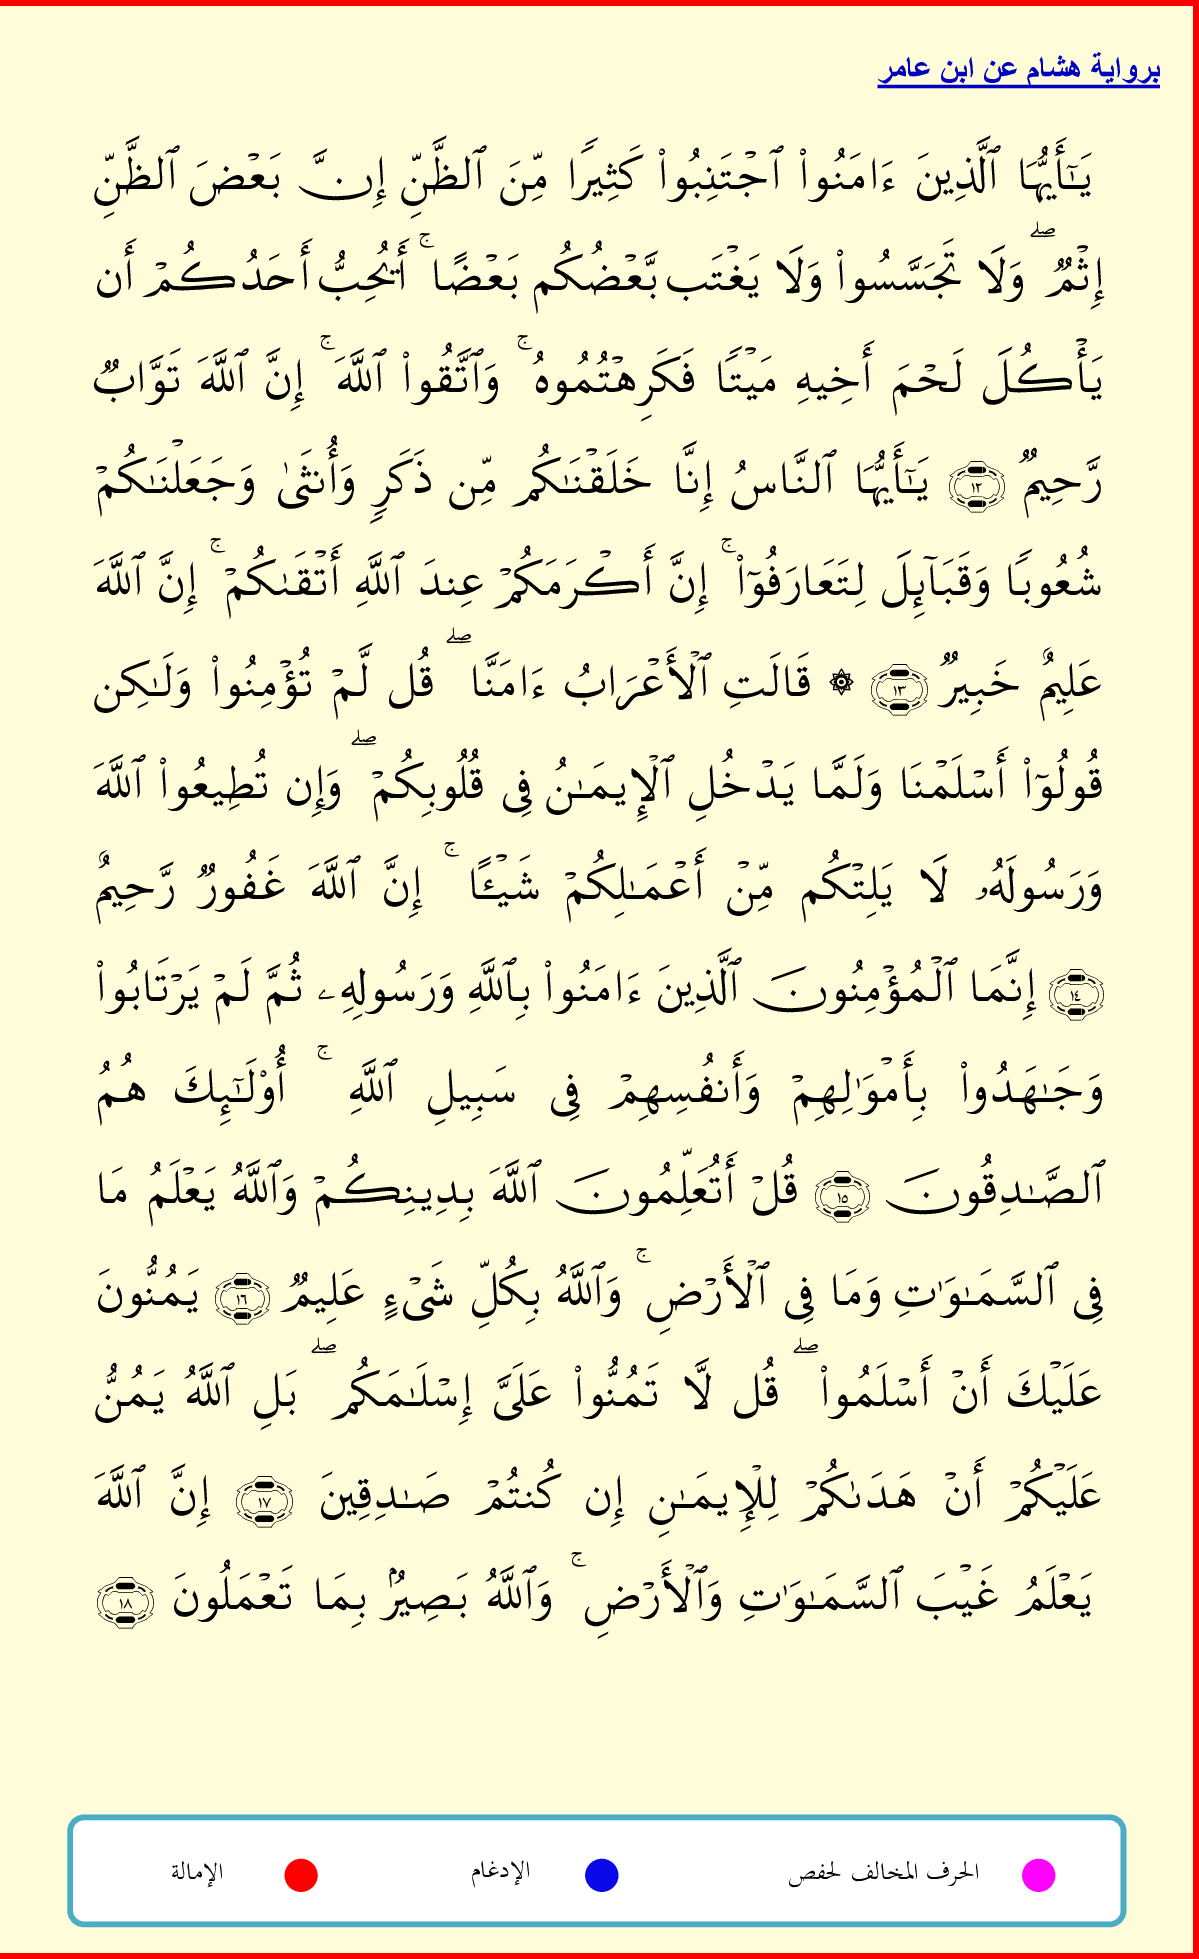 برواية هشام عن ابن عامر
يَـٰٓأَيُّهَا ٱلَّذِينَ ءَامَنُوا۟ ٱجْتَنِبُوا۟ كَثِيرًا مِّنَ ٱلظَّنِّ إِنَّ بَعْضَ ٱلظَّنِّ
إِثْمٌ ۖ وَلَا تَجَسَّسُوا۟ وَلَا يَغْتَب بَّعْضُكُم بَعْضًا ۚ أَيُحِبُّ أَحَدُكُمْ أَن
يَأْكُلَ لَحْمَ أَخِيهِ مَيْتًا فَكَرِهْتُمُوهُ ۚ وَٱتَّقُوا۟ ٱللَّهَ ۚ إِنَّ ٱللَّهَ تَوَّابٌ
رَّحِيمٌ ١٢ يَـٰٓأَيُّهَا ٱلنَّاسُ إِنَّا خَلَقْنَـٰكُم مِّن ذَكَرٍ وَأُنثَىٰ وَجَعَلْنَـٰكُمْ
شُعُوبًا وَقَبَآئِلَ لِتَعَارَفُوٓا۟ ۚ إِنَّ أَكْرَمَكُمْ عِندَ ٱللَّهِ أَتْقَىٰكُمْ ۚ إِنَّ ٱللَّهَ
عَلِيمٌ خَبِيرٌ ١٣ ۞ قَالَتِ ٱلْأَعْرَابُ ءَامَنَّا ۖ قُل لَّمْ تُؤْمِنُوا۟ وَلَـٰكِن
قُولُوٓا۟ أَسْلَمْنَا وَلَمَّا يَدْخُلِ ٱلْإِيمَـٰنُ فِى قُلُوبِكُمْ ۖ وَإِن تُطِيعُوا۟ ٱللَّهَ
وَرَسُولَهُۥ لَا يَلِتْكُم مِّنْ أَعْمَـٰلِكُمْ شَيْـًٔا ۚ إِنَّ ٱللَّهَ غَفُورٌ رَّحِيمٌ
١٤ إِنَّمَا ٱلْمُؤْمِنُونَ ٱلَّذِينَ ءَامَنُوا۟ بِٱللَّهِ وَرَسُولِهِۦ ثُمَّ لَمْ يَرْتَابُوا۟
وَجَـٰهَدُوا۟ بِأَمْوَٰلِهِمْ وَأَنفُسِهِمْ فِى سَبِيلِ ٱللَّهِ ۚ أُو۟لَـٰٓئِكَ هُمُ
ٱلصَّـٰدِقُونَ ١٥ قُلْ أَتُعَلِّمُونَ ٱللَّهَ بِدِينِكُمْ وَٱللَّهُ يَعْلَمُ مَا
فِى ٱلسَّمَـٰوَٰتِ وَمَا فِى ٱلْأَرْضِ ۚ وَٱللَّهُ بِكُلِّ شَىْءٍ عَلِيمٌ ١٦ يَمُنُّونَ
عَلَيْكَ أَنْ أَسْلَمُوا۟ ۖ قُل لَّا تَمُنُّوا۟ عَلَىَّ إِسْلَـٰمَكُم ۖ بَلِ ٱللَّهُ يَمُنُّ
عَلَيْكُمْ أَنْ هَدَىٰكُمْ لِلْإِيمَـٰنِ إِن كُنتُمْ صَـٰدِقِينَ ١٧ إِنَّ ٱللَّهَ
يَعْلَمُ غَيْبَ ٱلسَّمَـٰوَٰتِ وَٱلْأَرْضِ ۚ وَٱللَّهُ بَصِيرٌۢ بِمَا تَعْمَلُونَ ١٨
الحرف المخالف لحفص الإدغام الإمالة